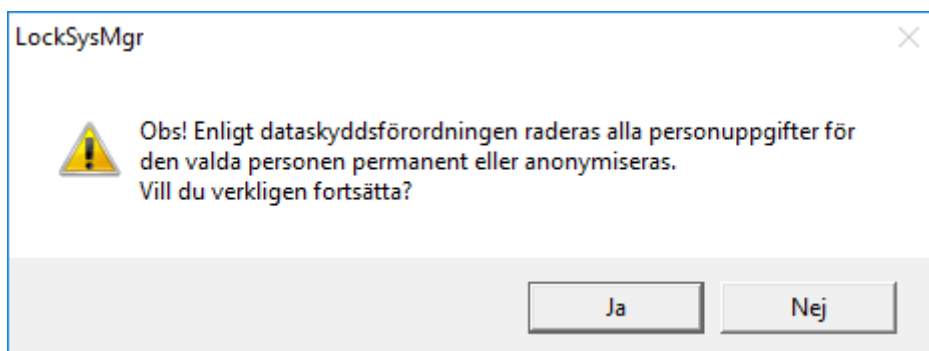 LockSysMgr
Obs! Enligt dataskyddsförordningen raderas alla personuppgifter för
den valda personen permanent eller anonymiseras.
Vill du verkligen fortsätta?
Ja
Nej